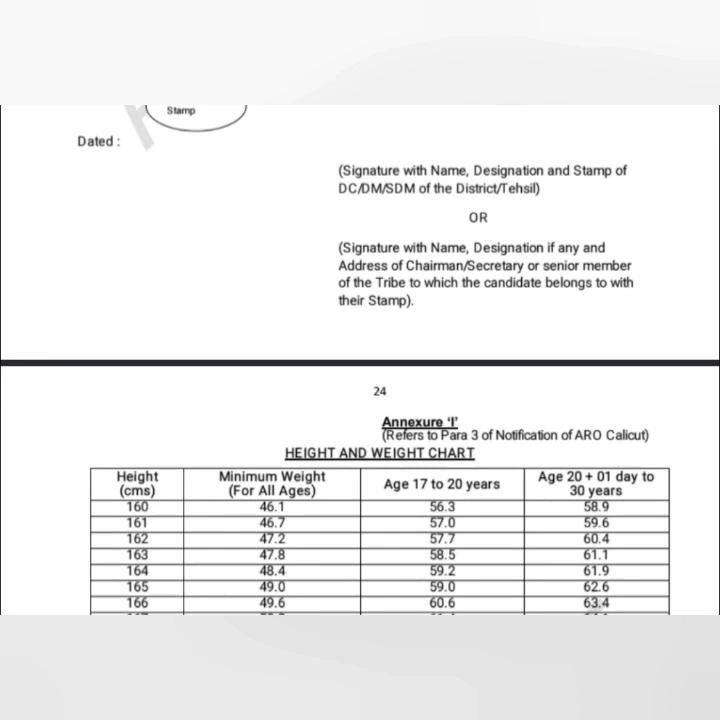 Stamp
Dated :
(Signature with Name, Designation and Stamp of
DC/DM/SDM of the District/Tehsil)
OR
(Signature with Name, Designation if any and
Address of Chairman/Secretary or senior member
of the Tribe to which the candidate belongs to with
their Stamp).
24
Annexure ‘I’
(Refers to Para 3 of Notification of ARO Calicut)
HEIGHT AND WEIGHT CHART
Height (cms) Minimum Weight (For All Ages) Age 17 to 20 years Age 20 + 01 day to 30 years
160 46.1 56.3 58.9
161 46.7 57.0 59.6
162 47.2 57.7 60.4
163 47.8 58.5 61.1
164 48.4 59.2 61.9
165 49.0 59.0 62.6
166 49.6 60.6 63.4